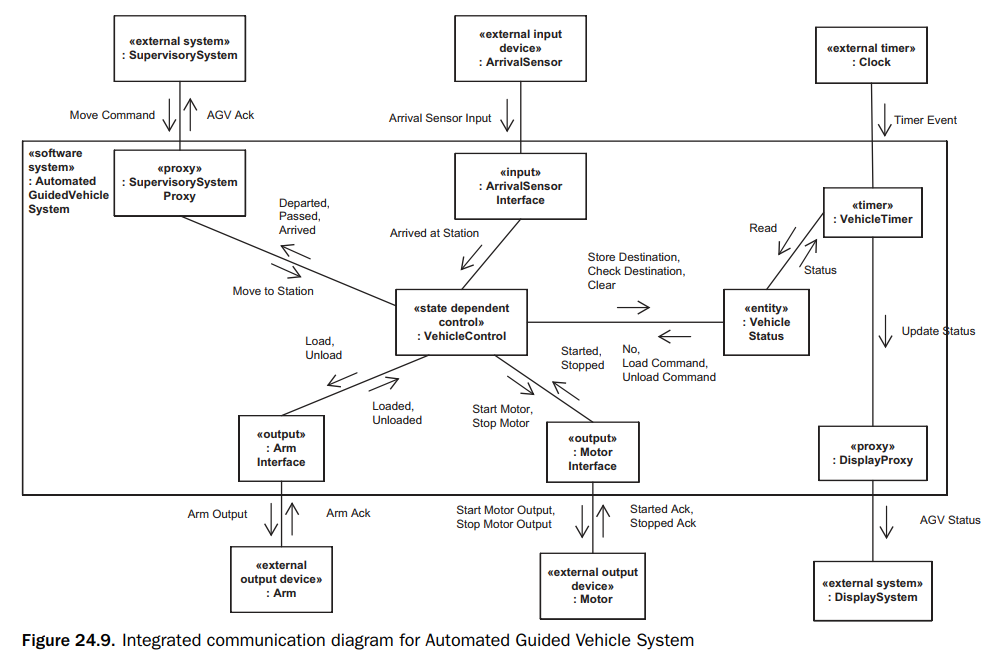 «external system»
: SupervisorySystem
«external input
device»
: ArrivalSensor
«external timer»
: Clock
Move Command
AGV Ack
Arrival Sensor Input
Timer Event
«software
system»
: Automated
GuidedVehicle
System
«proxy»
: SupervisorySystem
Proxy
«input»
: ArrivalSensor
Interface
«timer»
: VehicleTimer
Departed,
Passed,
Arrived
Arrived at Station
Read
Status
Move to Station
Store Destination,
Check Destination,
Clear
«state dependent
control»
: VehicleControl
«entity»
: Vehicle
Status
Update Status
Load,
Unload
Started,
Stopped
No,
Load Command,
Unload Command
Loaded,
Unloaded
Start Motor,
Stop Motor
«output»
: Arm
Interface
«output»
: Motor
Interface
«proxy»
: DisplayProxy
Arm Output
Arm Ack
Start Motor Output,
Stop Motor Output
Started Ack,
Stopped Ack
AGV Status
«external
output device»
: Arm
«external output
device»
: Motor
«external system»
: DisplaySystem
Figure 24.9. Integrated communication diagram for Automated Guided Vehicle System